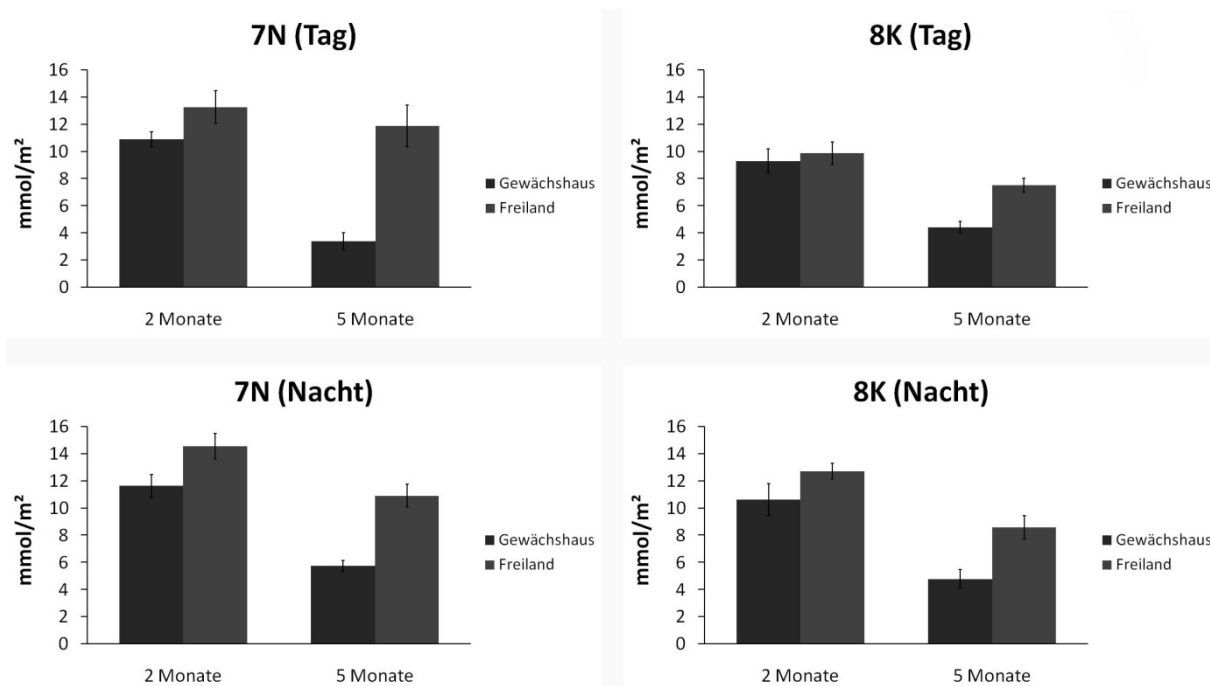 7N (Tag)
mmol/m²
16
14
12
10
8
6
4
2
0
2 Monate
5 Monate
Gewächshaus
Freiland
8K (Tag)
mmol/m²
16
14
12
10
8
6
4
2
0
2 Monate
5 Monate
Gewächshaus
Freiland
7N (Nacht)
mmol/m²
16
14
12
10
8
6
4
2
0
2 Monate
5 Monate
Gewächshaus
Freiland
8K (Nacht)
mmol/m²
16
14
12
10
8
6
4
2
0
2 Monate
5 Monate
Gewächshaus
Freiland